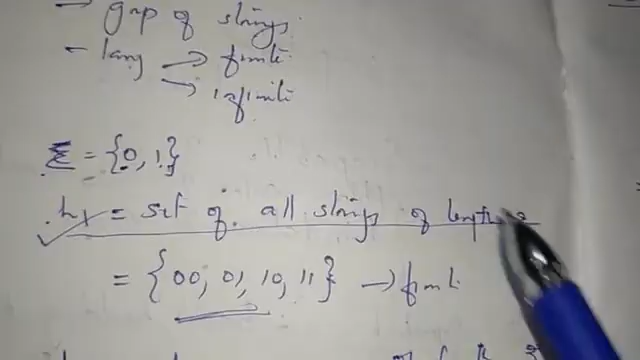 → grp of strings
- lang → finite
→ infinite
Σ = {0, 1}
L1 = set of all strings of length 2
= {00, 01, 10, 11} → finite